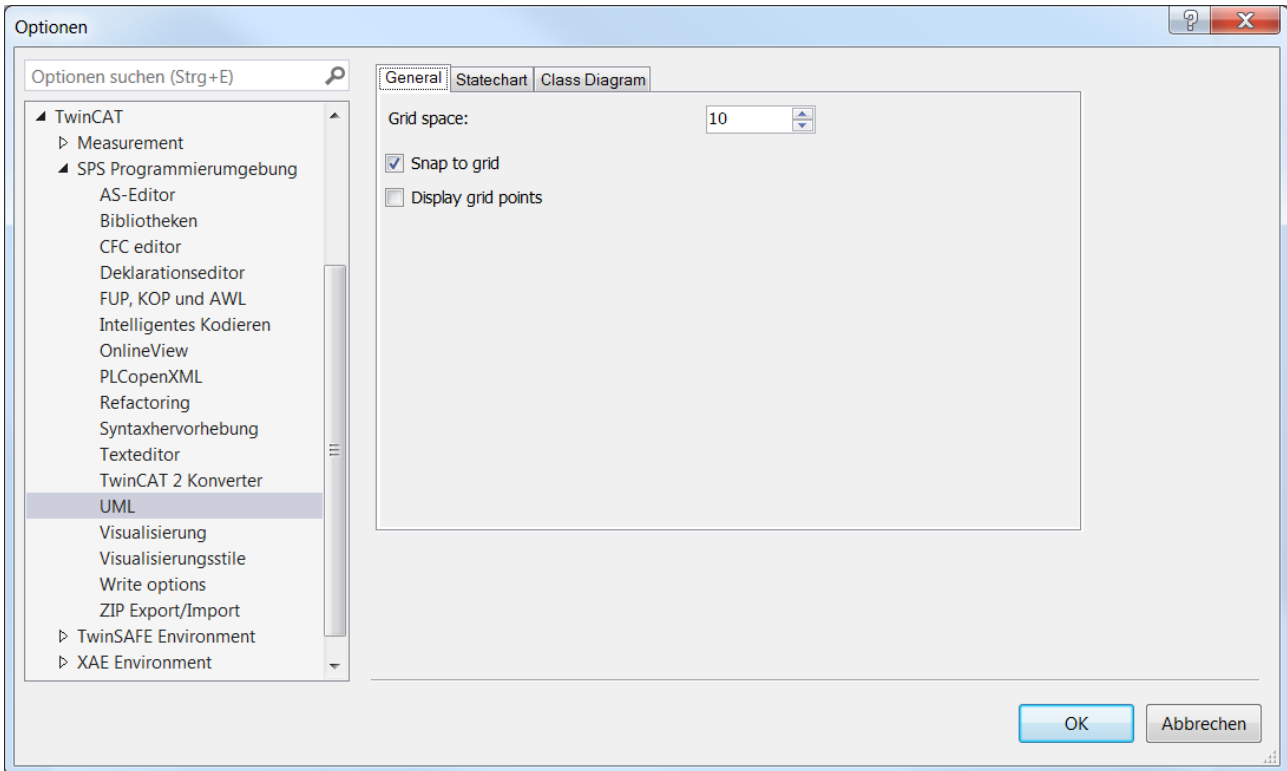 Optionen
Optionen suchen (Strg+E)
TwinCAT
Measurement
SPS Programmierumgebung
AS-Editor
Bibliotheken
CFC editor
Deklarationseditor
FUP, KOP und AWL
Intelligentes Kodieren
OnlineView
PLCopenXML
Refactoring
Syntaxhervorhebung
Texteditor
TwinCAT 2 Konverter
UML
Visualisierung
Visualisierungsstile
Write options
ZIP Export/Import
TwinSAFE Environment
XAE Environment
General Statechart Class Diagram
Grid space: 10
Snap to grid
Display grid points
OK Abbrechen